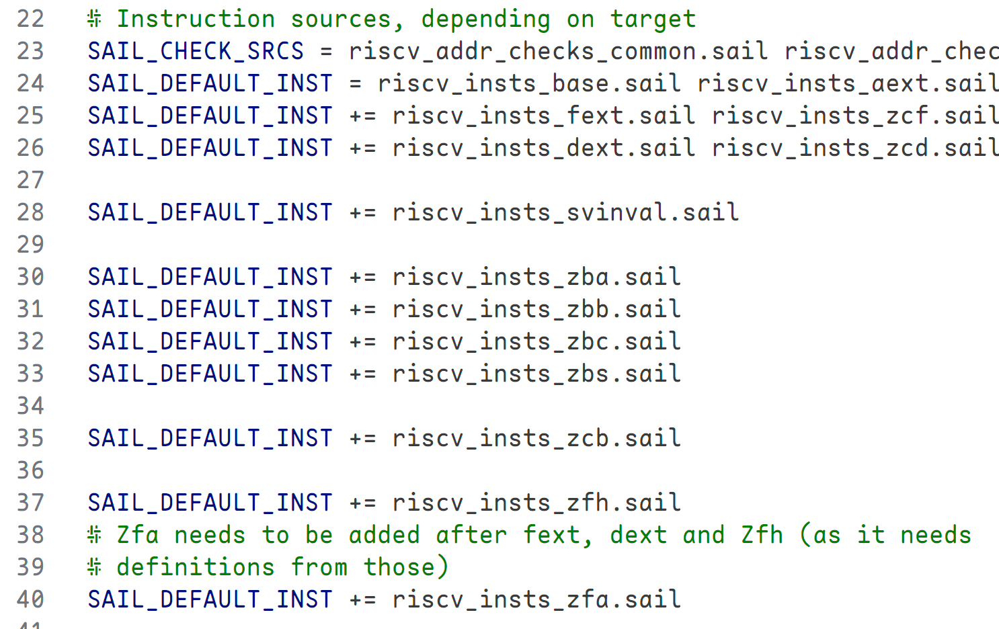 22 # Instruction sources, depending on target
23 SAIL_CHECK_SRCS = riscv_addr_checks_common.sail riscv_addr_chec
24 SAIL_DEFAULT_INST = riscv_insts_base.sail riscv_insts_aext.sail
25 SAIL_DEFAULT_INST += riscv_insts_fext.sail riscv_insts_zcf.sail
26 SAIL_DEFAULT_INST += riscv_insts_dext.sail riscv_insts_zcd.sail
27
28 SAIL_DEFAULT_INST += riscv_insts_svinval.sail
29
30 SAIL_DEFAULT_INST += riscv_insts_zba.sail
31 SAIL_DEFAULT_INST += riscv_insts_zbb.sail
32 SAIL_DEFAULT_INST += riscv_insts_zbc.sail
33 SAIL_DEFAULT_INST += riscv_insts_zbs.sail
34
35 SAIL_DEFAULT_INST += riscv_insts_zcb.sail
36
37 SAIL_DEFAULT_INST += riscv_insts_zfh.sail
38 # Zfa needs to be added after fext, dext and Zfh (as it needs
39 # definitions from those)
40 SAIL_DEFAULT_INST += riscv_insts_zfa.sail
41